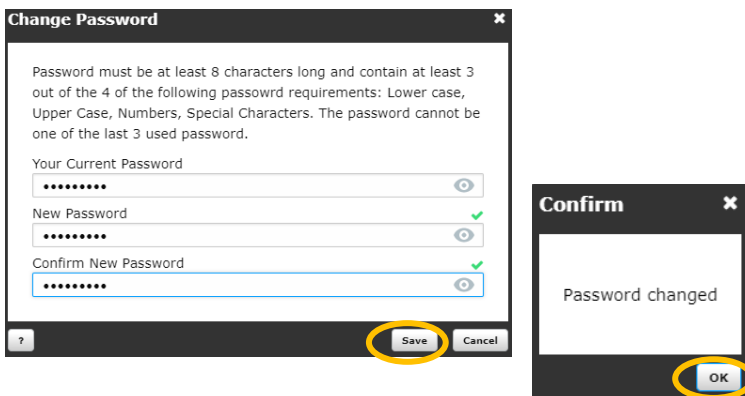 Change Password
Password must be at least 8 characters long and contain at least 3
out of the 4 of the following passowrd requirements: Lower case,
Upper Case, Numbers, Special Characters. The password cannot be
one of the last 3 used password.
Your Current Password
•••••••••
New Password
•••••••••
Confirm New Password
•••••••••
?
Save
Cancel
Confirm
Password changed
OK